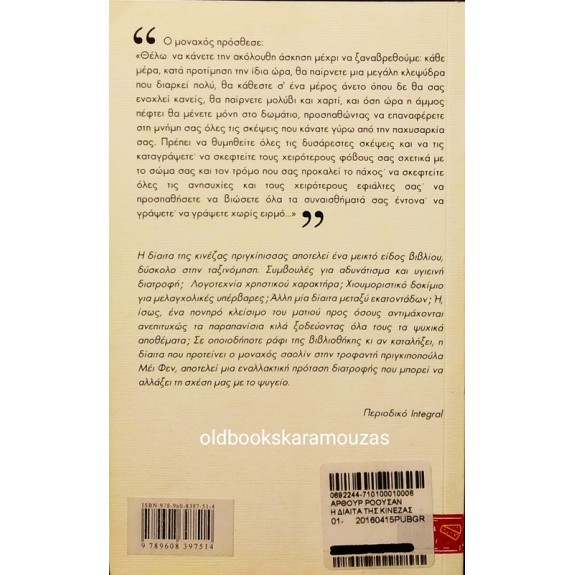 “ Ο μοναχός πρόσθεσε:
«Θέλω να κάνετε την ακόλουθη άσκηση μέχρι να ξαναβρεθούμε: κάθε
μέρα, κατά προτίμηση την ίδια ώρα, θα παίρνετε μια μεγάλη κλεψύδρα
που διαρκεί πολύ, θα κάθεστε σ' ένα μέρος άνετο όπου δε θα σας
ενοχλεί κανείς, θα παίρνετε μολύβι και χαρτί, και όση ώρα η άμμος
πέφτει θα μένετε μόνη στο δωμάτιο, προσπαθώντας να επαναφέρετε
στη μνήμη σας όλες τις σκέψεις που κάνατε γύρω από την παχυσαρκία
σας. Πρέπει να θυμηθείτε όλες τις δυσάρεστες σκέψεις και να τις
καταγράψετε· να σκεφτείτε τους χειρότερους φόβους σας σχετικά με
το σώμα σας και τον τρόμο που σας προκαλεί το πάχος· να σκεφτείτε
όλες τις ανησυχίες και τους χειρότερους εφιάλτες σας· να
προσπαθήσετε να βιώσετε όλα τα συναισθήματά σας έντονα· να
γράψετε· να γράψετε χωρίς ειρμό...» ”
Η δίαιτα της κινέζας πριγκίπισσας αποτελεί ένα μεικτό είδος βιβλίου,
δύσκολο στην ταξινόμηση. Συμβουλές για αδυνάτισμα και υγιεινή
διατροφή; Λογοτεχνία χρηστικού χαρακτήρα; Χιουμοριστικό δοκίμιο
για μελαγχολικές υπέρβαρες; Άλλη μία δίαιτα μεταξύ εκατοντάδων; Ή,
ίσως, ένα πονηρό κλείσιμο του ματιού προς όσους αντιμάχονται
ανεπιτυχώς τα παραπανίσια κιλά ξοδεύοντας όλα τους τα ψυχικά
αποθέματα; Σε οποιοδήποτε ράφι της βιβλιοθήκης κι αν καταλήξει, η
δίαιτα που προτείνει ο μοναχός σαολίν στην τροφαντή πριγκιποπούλα
Μέι Φεν, αποτελεί μια εναλλακτική πρόταση διατροφής που μπορεί να
αλλάξει τη σχέση μας με το ψυγείο.
Περιοδικό Integral
oldbookskaramouzas
ISBN-978-960-8397-51-4
9 789608 397514
0692244-710100010006
ΑΡΘΟΥΡ ΡΟΟΥΣΑΝ
Η ΔΙΑΙΤΑ ΤΗΣ ΚΙΝΕΖΑΣ
01- 20160415PUBGR